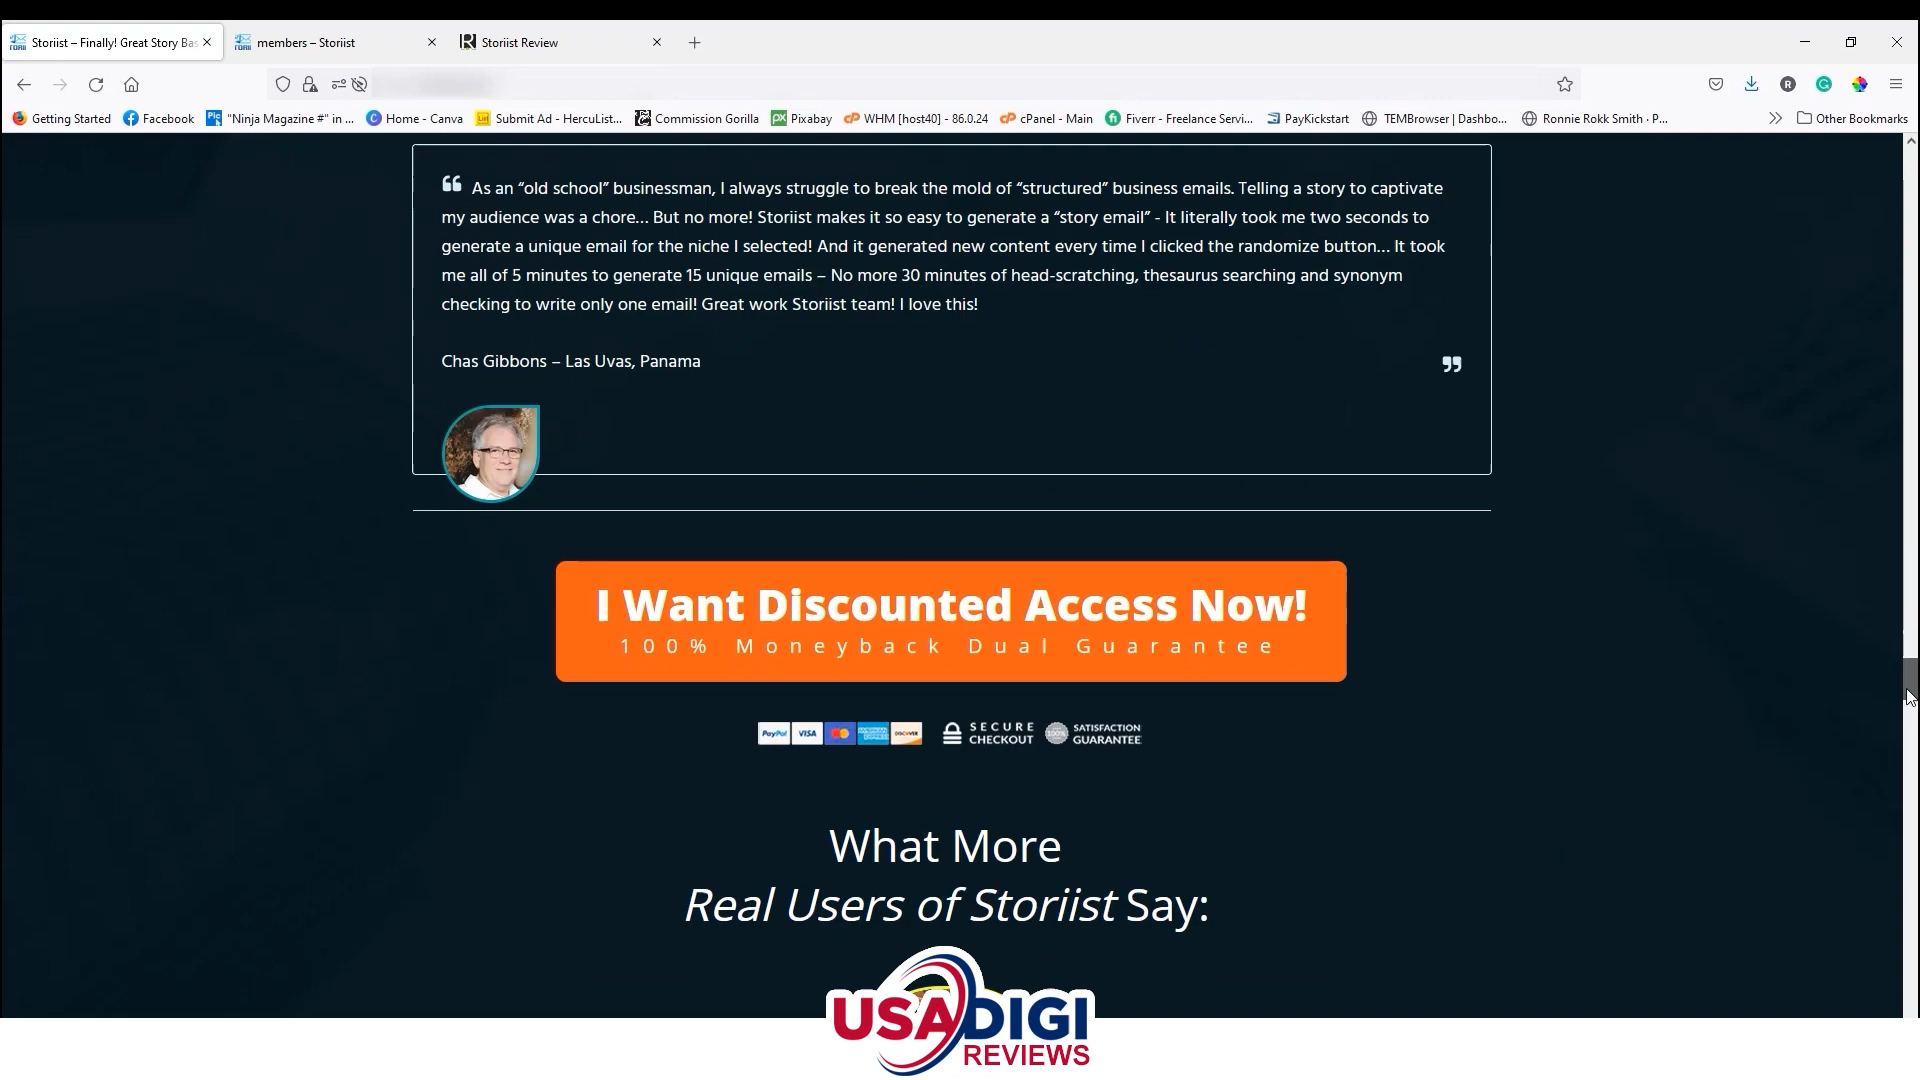 Storiist – Finally! Great Story Bas
members – Storiist
Storiist Review
Getting Started
Facebook
"Ninja Magazine #" in ...
Home - Canva
Submit Ad - HercuList...
Commission Gorilla
Pixabay
WHM [host40] - 86.0.24
cPanel - Main
Fiverr - Freelance Servi...
PayKickstart
TEMBrowser | Dashbo...
Ronnie Rokk Smith · P...
Other Bookmarks
“ As an “old school” businessman, I always struggle to break the mold of “structured” business emails. Telling a story to captivate
my audience was a chore... But no more! Storiist makes it so easy to generate a “story email” - It literally took me two seconds to
generate a unique email for the niche I selected! And it generated new content every time I clicked the randomize button... It took
me all of 5 minutes to generate 15 unique emails – No more 30 minutes of head-scratching, thesaurus searching and synonym
checking to write only one email! Great work Storiist team! I love this!
Chas Gibbons – Las Uvas, Panama ”
I Want Discounted Access Now!
100% Moneyback Dual Guarantee
PayPal VISA AMERICAN EXPRESS DISCOVER
SECURE
CHECKOUT
100%
SATISFACTION
GUARANTEE
What More
Real Users of Storiist Say:
USADIGI
REVIEWS